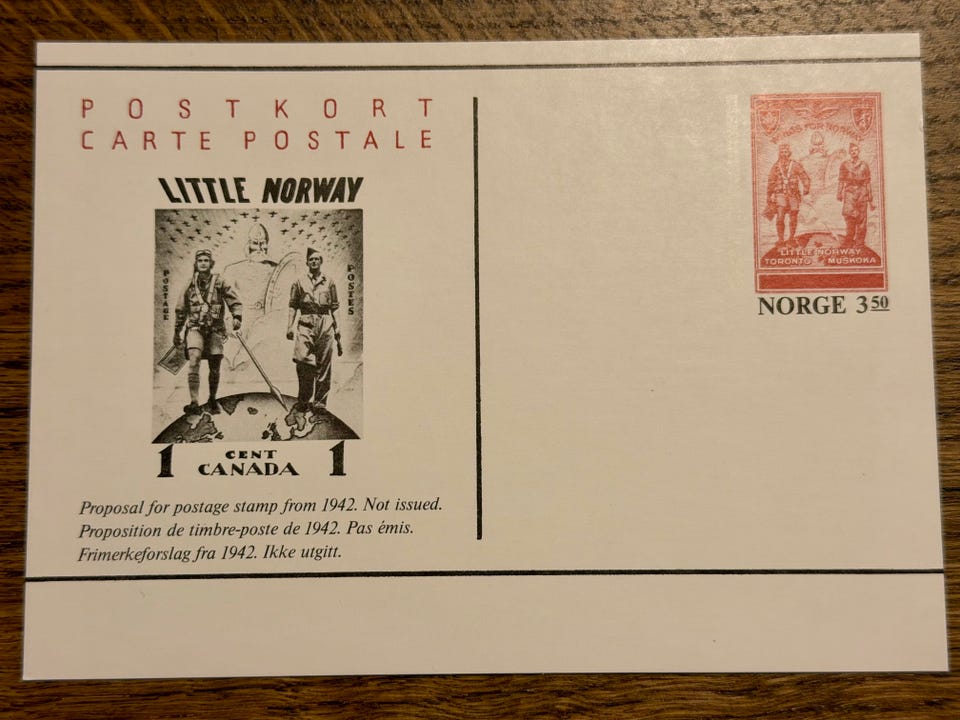 POSTKORT
CARTE POSTALE
LITTLE NORWAY
POSTAGE
POSTES
1 CENT 1
CANADA
Proposal for postage stamp from 1942. Not issued.
Proposition de timbre-poste de 1942. Pas émis.
Frimerkeforslag fra 1942. Ikke utgitt.
FOR NORWAY
LITTLE NORWAY
TORONTO MUSKOKA
NORGE 3 50